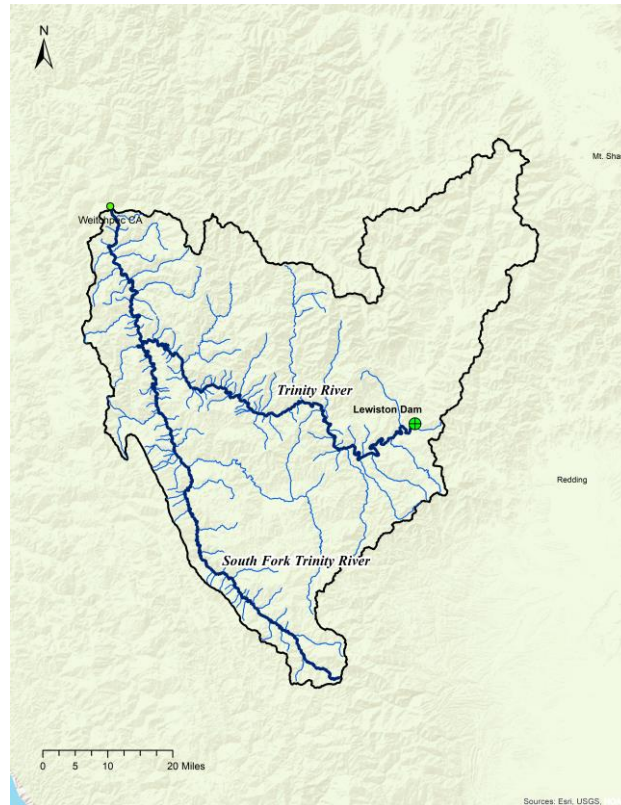 N
Mt. Sha
Weitchpec CA
Trinity River
Lewiston Dam
Redding
South Fork Trinity River
0 5 10 20 Miles
Sources: Esri, USGS,